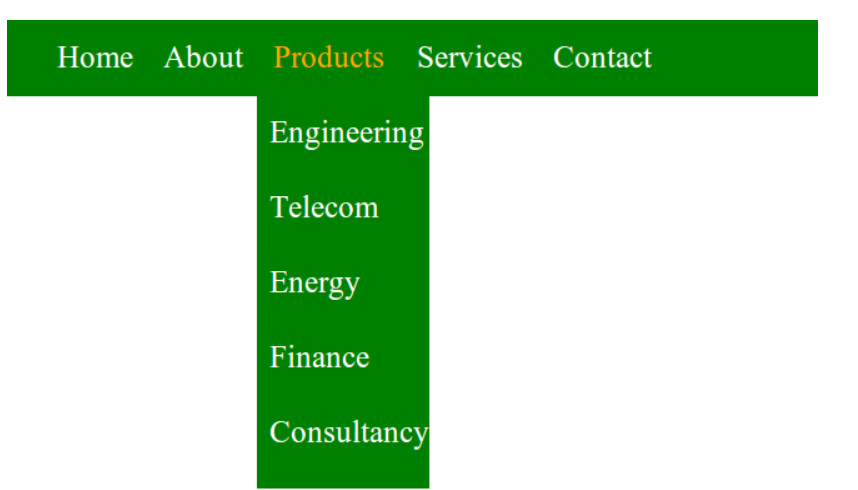 Home About Products Services Contact
Engineering
Telecom
Energy
Finance
Consultancy